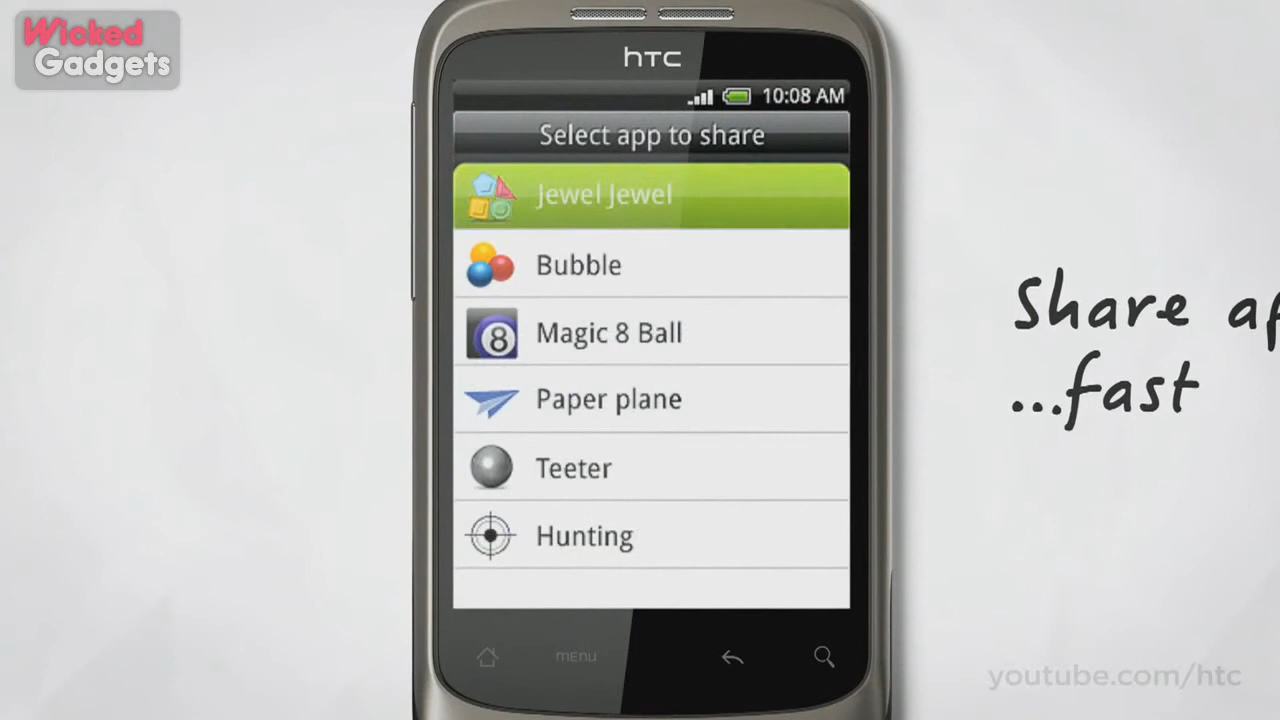 Wicked
Gadgets
htc
10:08 AM
Select app to share
Jewel Jewel
Bubble
Magic 8 Ball
8
Paper plane
Teeter
Hunting
Share
...fast
menu
youtube.com/htc